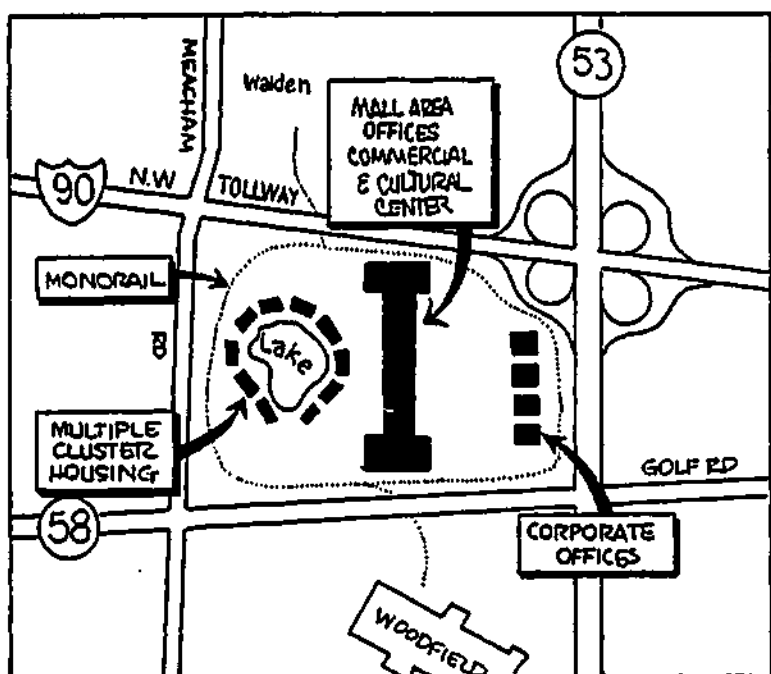 MEACHAM
Walden
53
MALL AREA
OFFICES
COMMERCIAL
& CULTURAL
CENTER
90
N.W
TOLLWAY
MONORAIL
RD
Lake
MULTIPLE
CLUSTER
HOUSING
GOLF RD
58
CORPORATE
OFFICES
WOODFIELD